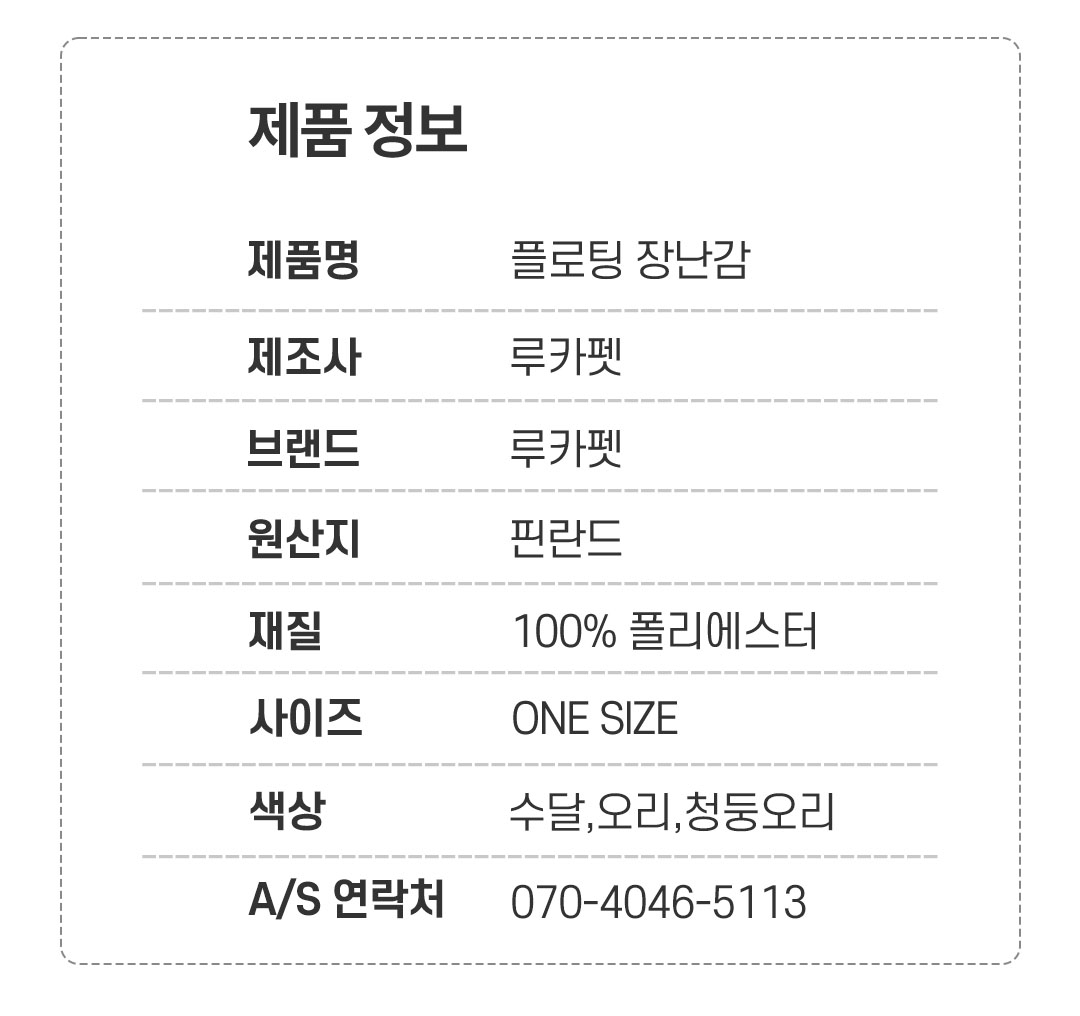 제품 정보
제품명 플로팅 장난감
제조사 루카펫
브랜드 루카펫
원산지 핀란드
재질 100% 폴리에스터
사이즈 ONE SIZE
색상 수달,오리,청둥오리
A/S 연락처 070-4046-5113